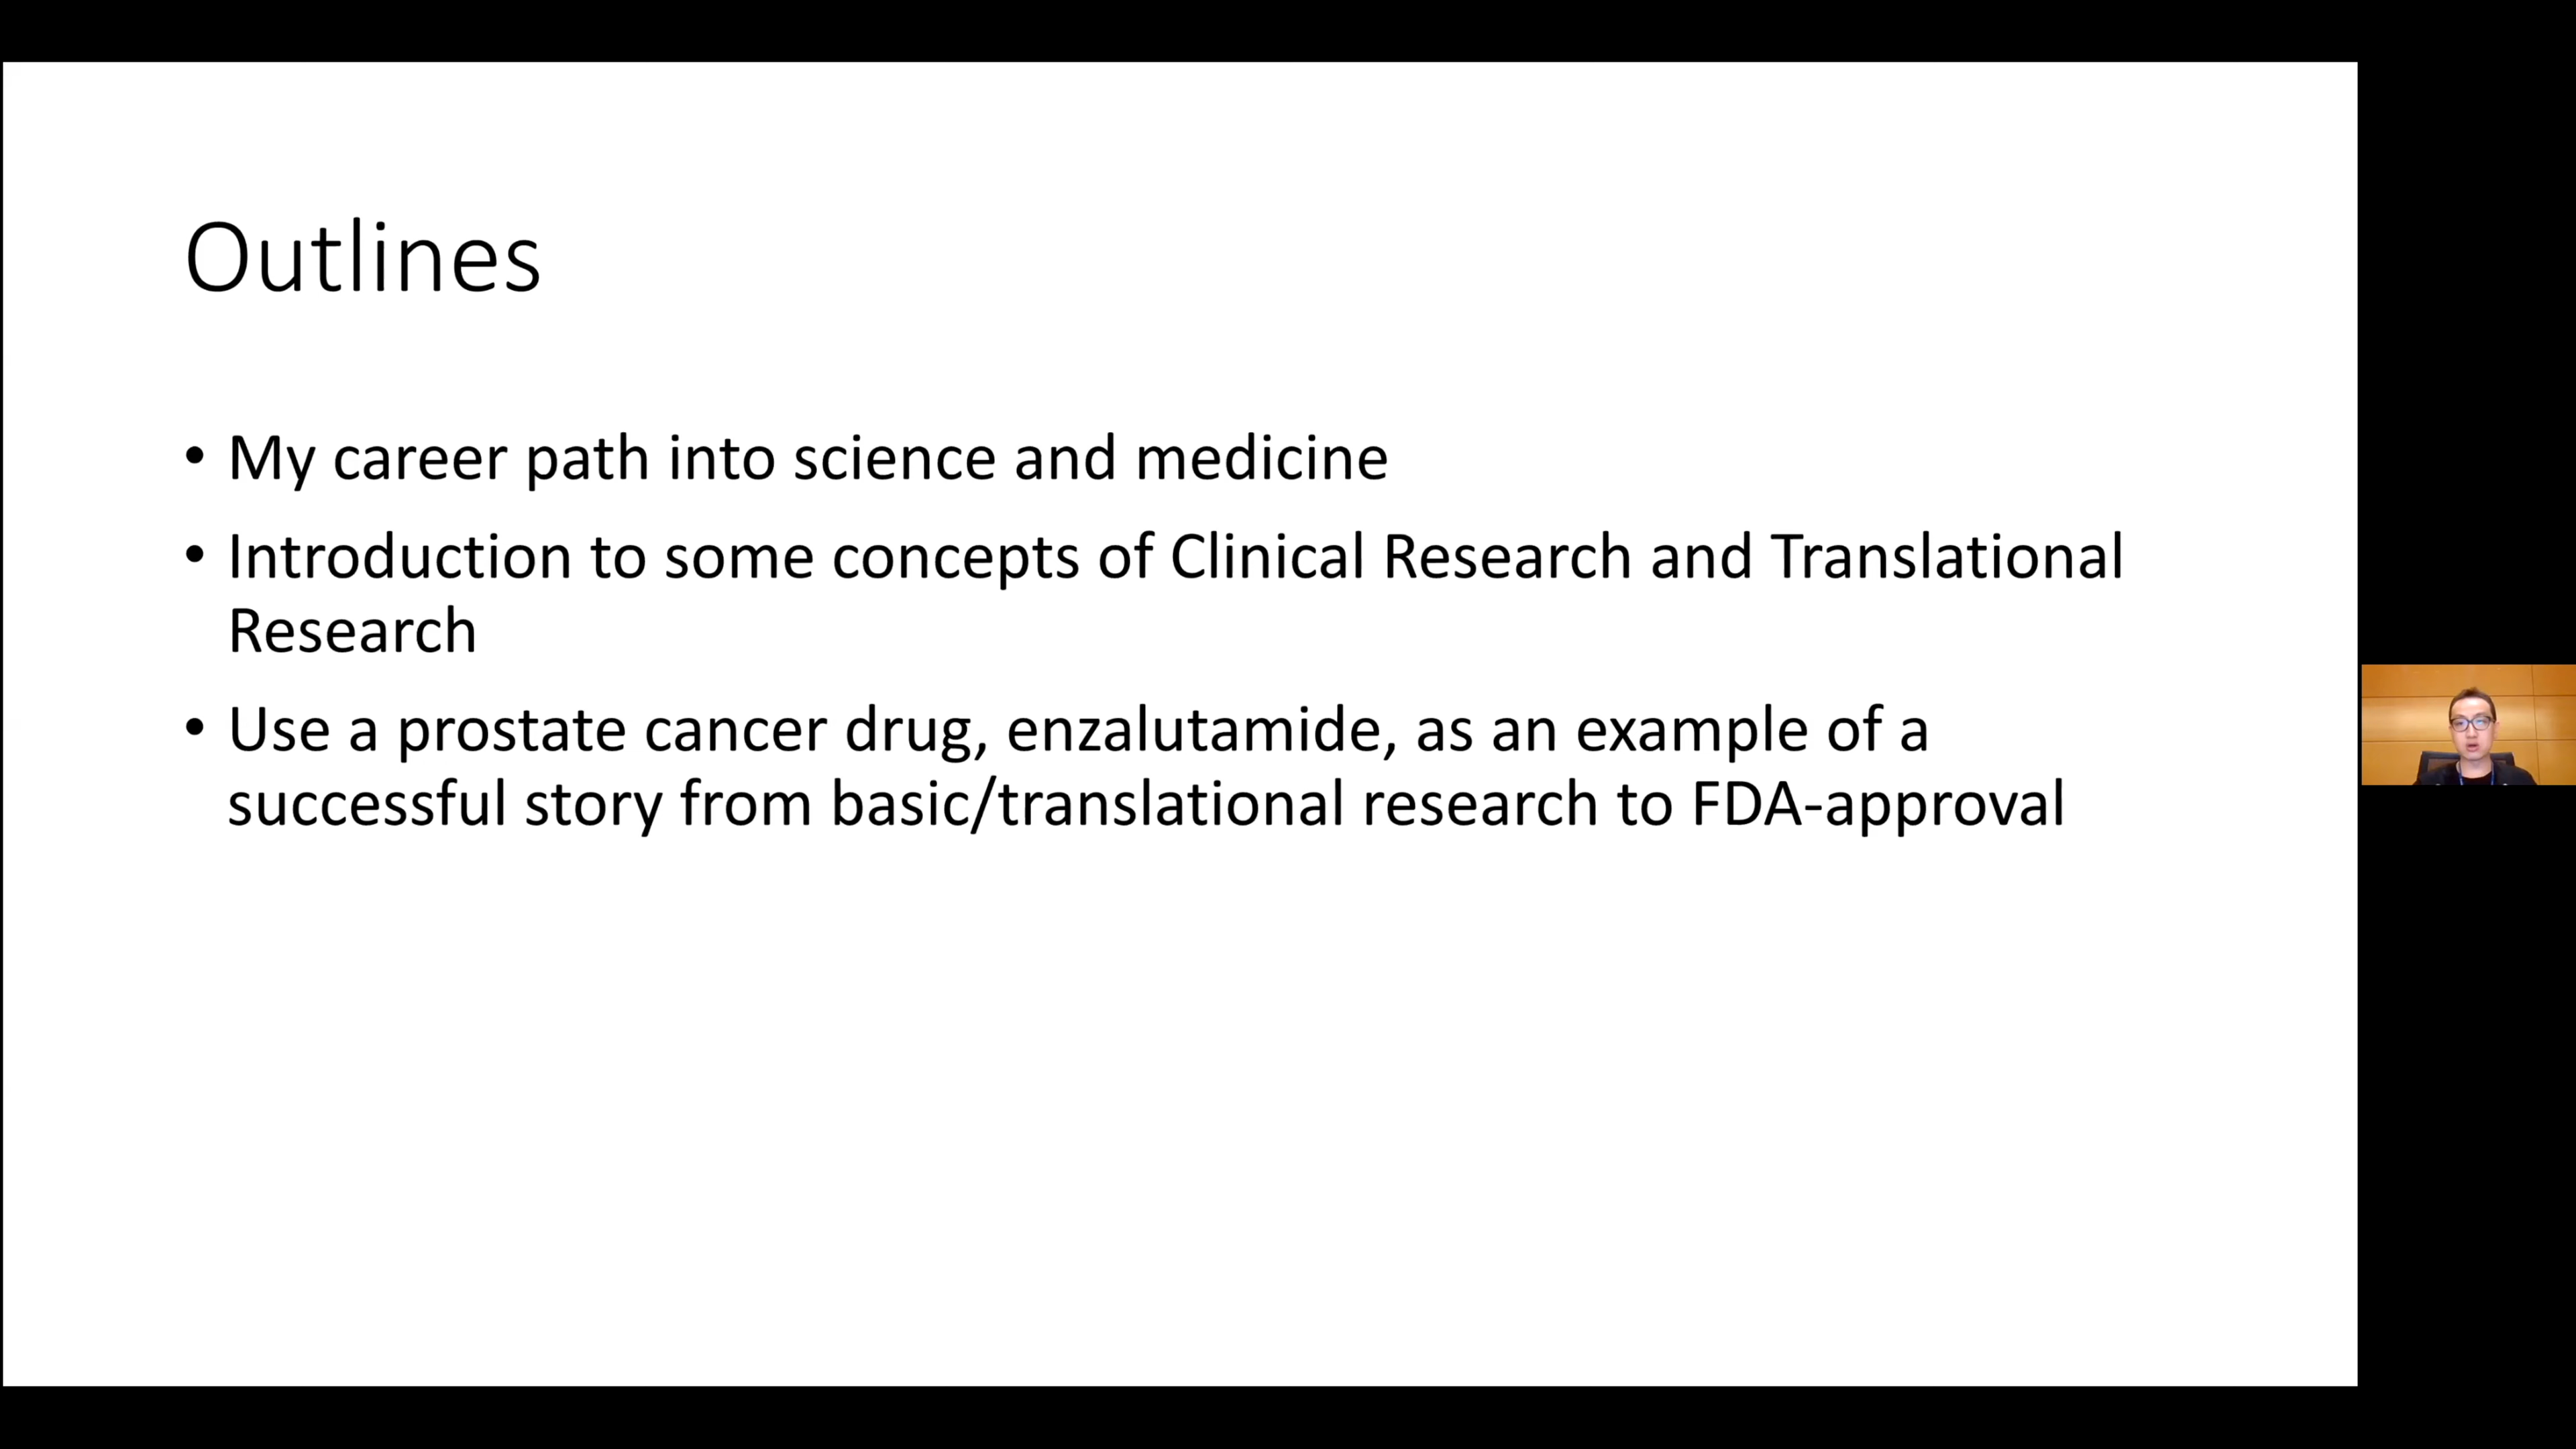 Outlines
• My career path into science and medicine
• Introduction to some concepts of Clinical Research and Translational
Research
• Use a prostate cancer drug, enzalutamide, as an example of a
successful story from basic/translational research to FDA-approval